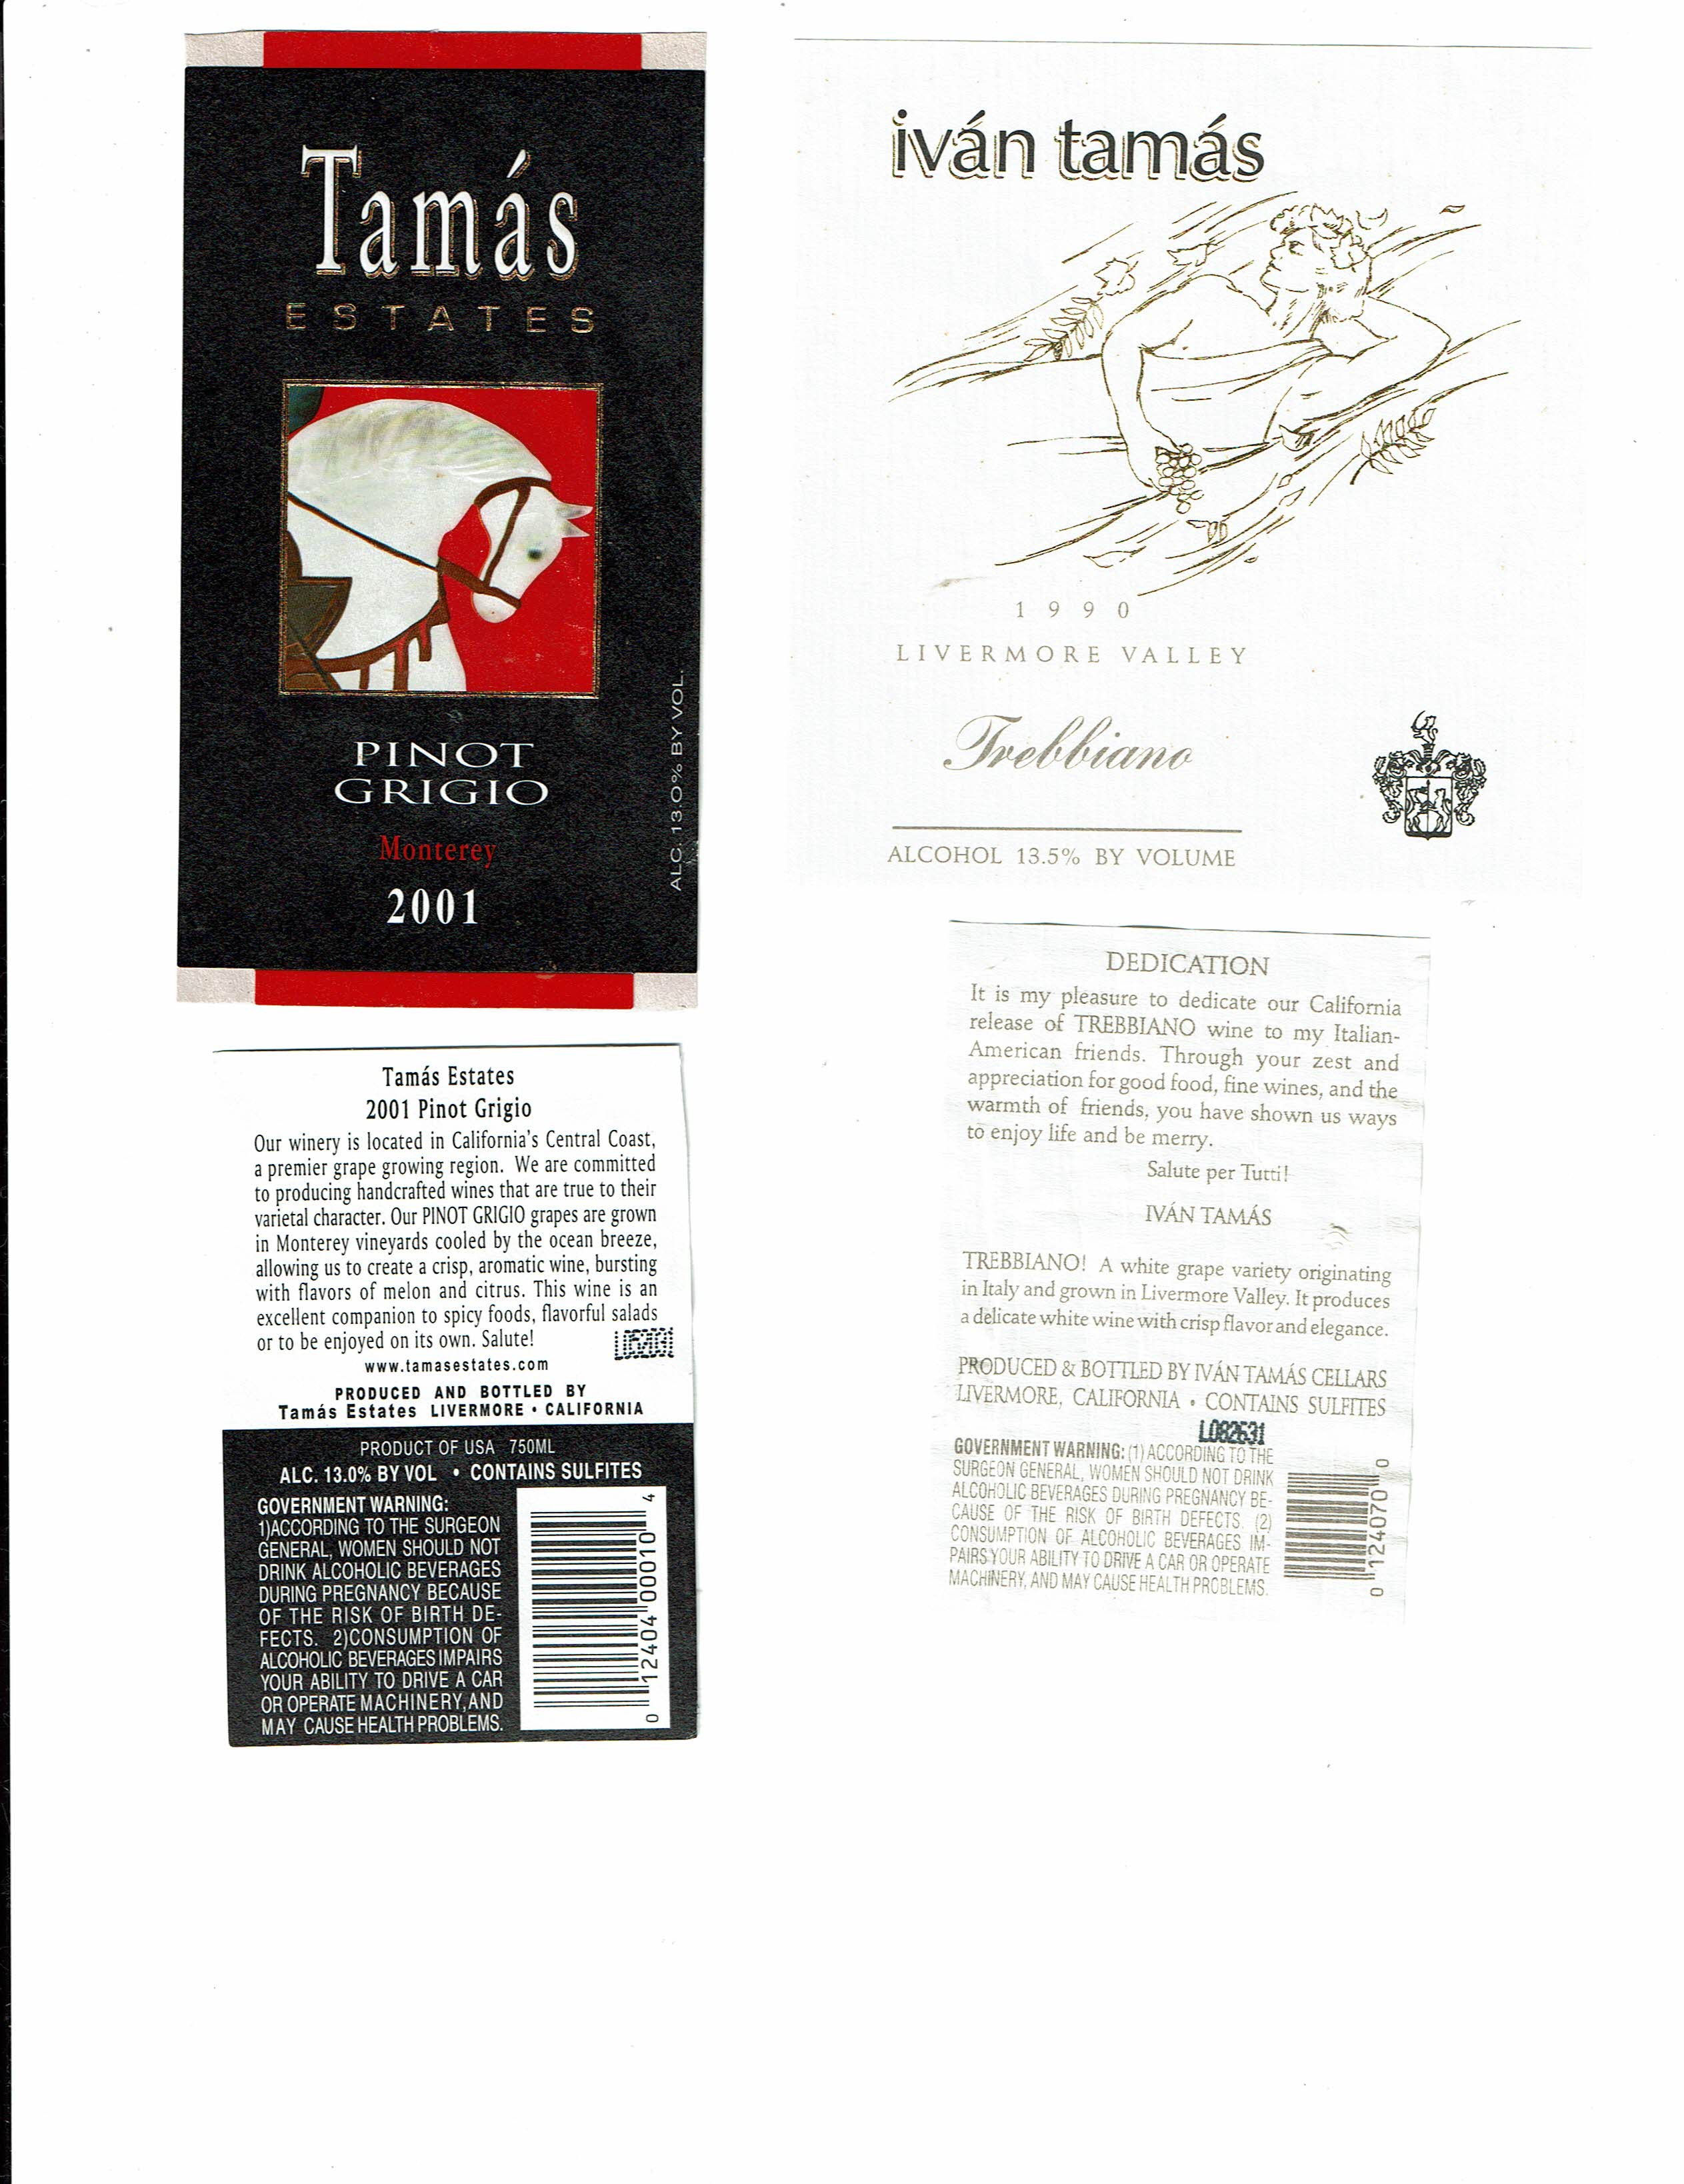 Tamás
ESTATES
PINOT
GRIGIO
Monterey
2001
ALC. 13.0% BY VOL.
Tamás Estates
2001 Pinot Grigio
Our winery is located in California's Central Coast,
a premier grape growing region. We are committed
to producing handcrafted wines that are true to their
varietal character. Our PINOT GRIGIO grapes are grown
in Monterey vineyards cooled by the ocean breeze,
allowing us to create a crisp, aromatic wine, bursting
with flavors of melon and citrus. This wine is an
excellent companion to spicy foods, flavorful salads
or to be enjoyed on its own. Salute!
www.tamasestates.com
PRODUCED AND BOTTLED BY
Tamás Estates LIVERMORE • CALIFORNIA
PRODUCT OF USA 750ML
ALC. 13.0% BY VOL • CONTAINS SULFITES
GOVERNMENT WARNING:
1)ACCORDING TO THE SURGEON
GENERAL, WOMEN SHOULD NOT
DRINK ALCOHOLIC BEVERAGES
DURING PREGNANCY BECAUSE
OF THE RISK OF BIRTH DE-
FECTS. 2)CONSUMPTION OF
ALCOHOLIC BEVERAGES IMPAIRS
YOUR ABILITY TO DRIVE A CAR
OR OPERATE MACHINERY,AND
MAY CAUSE HEALTH PROBLEMS.
0 12404 00010 4
iván tamás
1990
LIVERMORE VALLEY
Trebbiano
ALCOHOL 13.5% BY VOLUME
DEDICATION
It is my pleasure to dedicate our California
release of TREBBIANO wine to my Italian-
American friends. Through your zest and
appreciation for good food, fine wines, and the
warmth of friends, you have shown us ways
to enjoy life and be merry.
Salute per Tutti!
IVÁN TAMÁS
TREBBIANO! A white grape variety originating
in Italy and grown in Livermore Valley. It produces
a delicate white wine with crisp flavor and elegance.
PRODUCED & BOTTLED BY IVÁN TAMÁS CELLARS
LIVERMORE, CALIFORNIA • CONTAINS SULFITES
L082631
GOVERNMENT WARNING: (1) ACCORDING TO THE
SURGEON GENERAL, WOMEN SHOULD NOT DRINK
ALCOHOLIC BEVERAGES DURING PREGNANCY BE-
CAUSE OF THE RISK OF BIRTH DEFECTS. (2)
CONSUMPTION OF ALCOHOLIC BEVERAGES IM-
PAIRS YOUR ABILITY TO DRIVE A CAR OR OPERATE
MACHINERY, AND MAY CAUSE HEALTH PROBLEMS.
0 124070 0